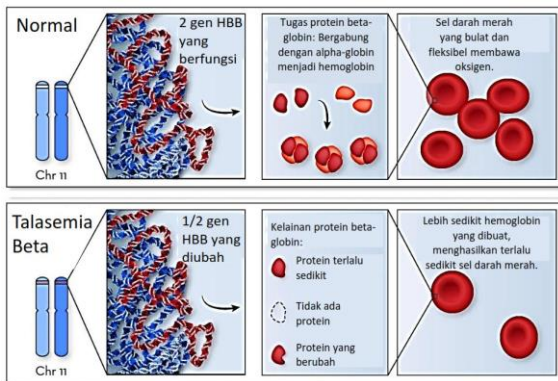 Normal
2 gen HBB
yang
berfungsi
Chr 11
Tugas protein beta-
globin: Bergabung
dengan alpha-globin
menjadi hemoglobin
Sel darah merah
yang bulat dan
fleksibel membawa
oksigen.
Talasemia
Beta
1/2 gen
HBB yang
diubah
Chr 11
Kelainan protein beta-
globin:
Protein terlalu
sedikit
Tidak ada
protein
Protein yang
berubah
Lebih sedikit hemoglobin
yang dibuat,
menghasilkan terlalu
sedikit sel darah merah.